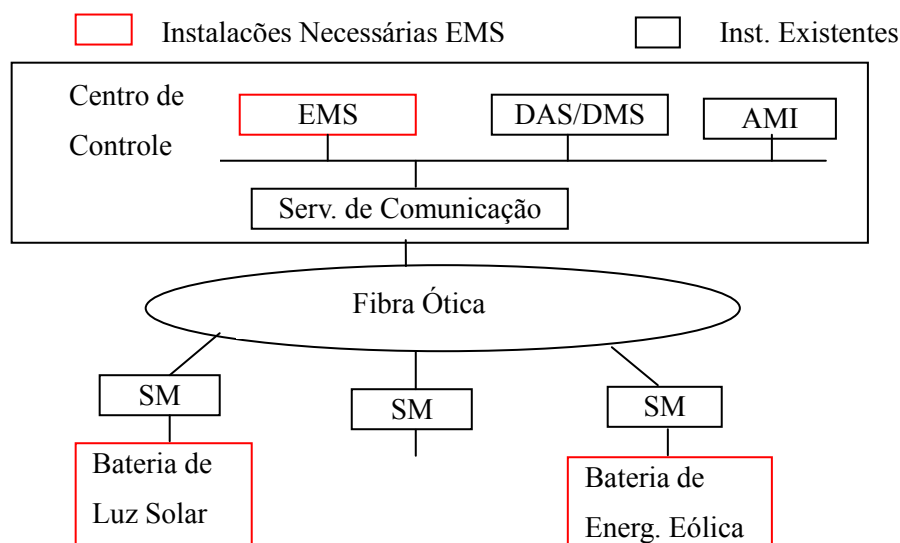 Instalacões Necessárias EMS
Inst. Existentes
Centro de
Controle
EMS
DAS/DMS
AMI
Serv. de Comunicação
Fibra Ótica
SM
SM
SM
Bateria de
Luz Solar
Bateria de
Energ. Eólica